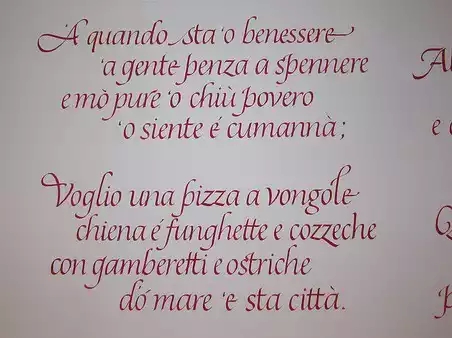 A quando sta 'o benessere
'a gente penza a spennere
e mò pure 'o chiù povero
'o siente é cumannà;
Voglio una pizza a vongole
chiena é funghette e cozzeche
con gamberetti e ostriche
d'ó mare 'e sta città.